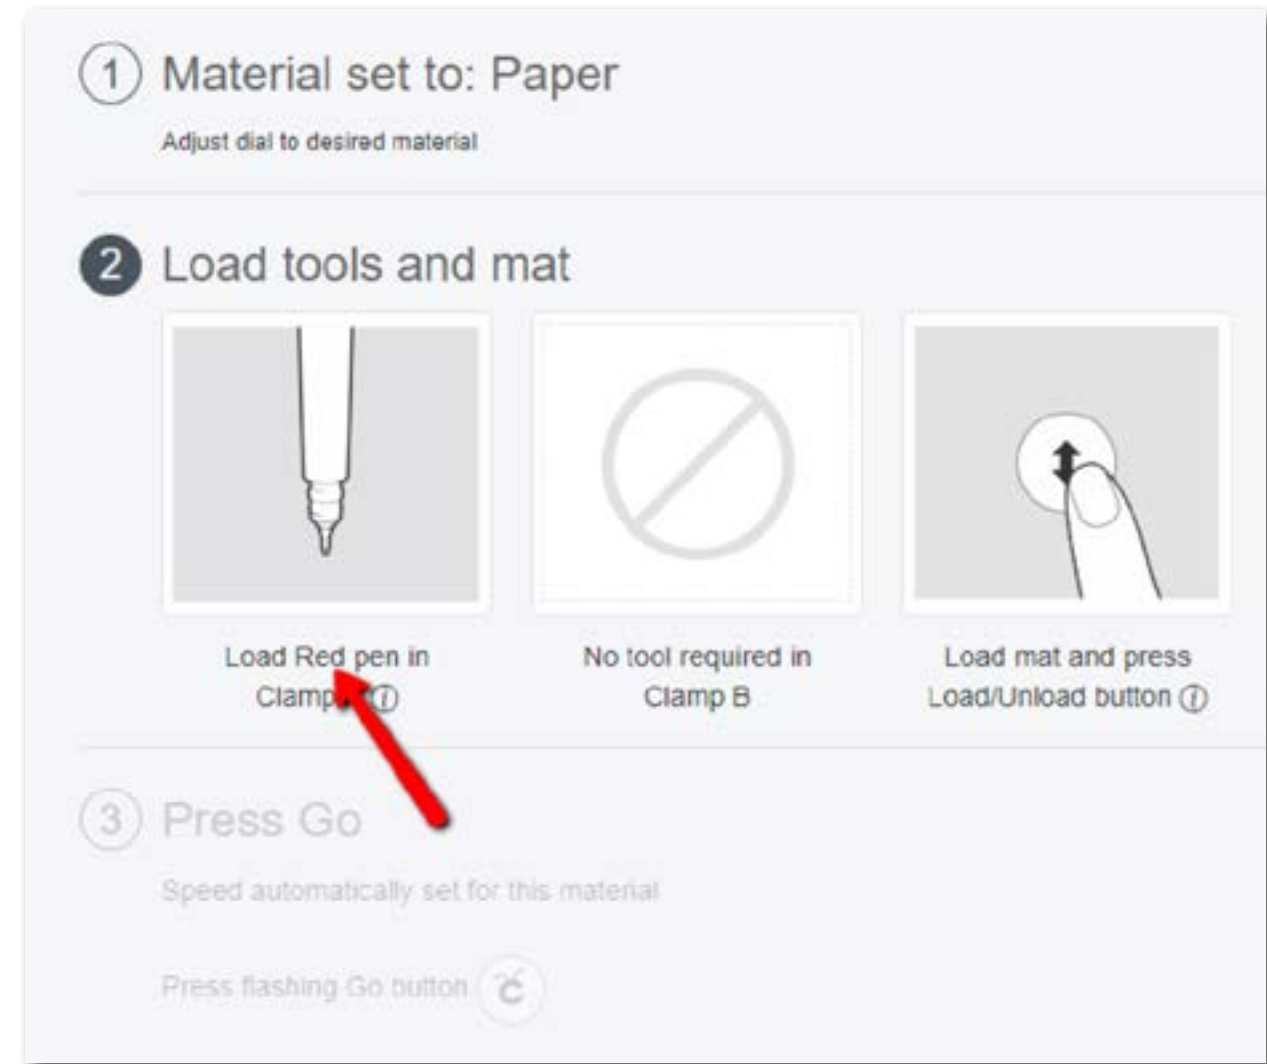 1 Material set to: Paper
Adjust dial to desired material
2 Load tools and mat
Load Red pen in
Clamp
No tool required in
Clamp B
Load mat and press
Load/Unload button i
3 Press Go
Speed automatically set for this material
Press flashing Go button